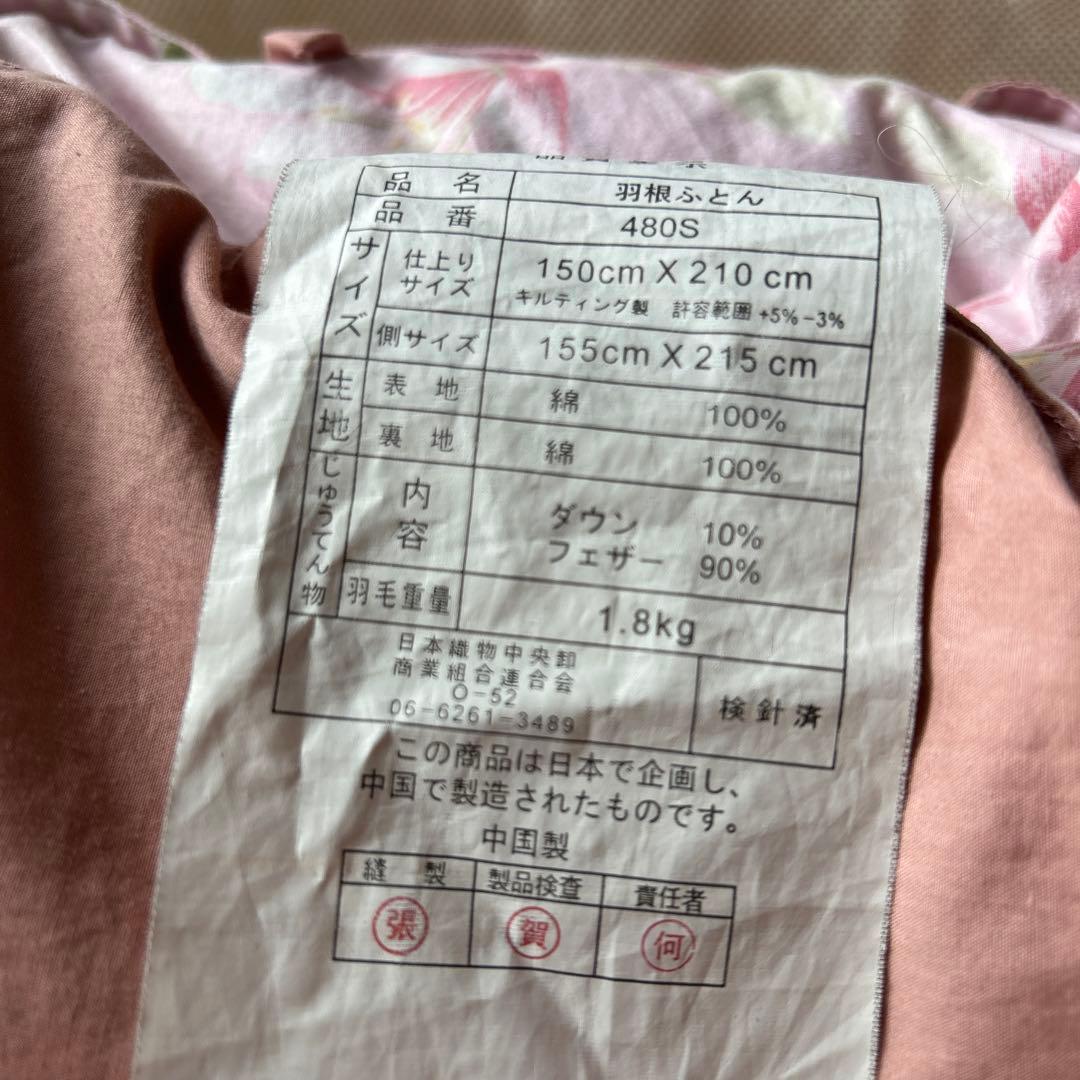 品名 羽根ふとん
品番 480S
サイズ 仕上りサイズ 150cm X 210 cm
キルティング製 許容範囲 +5% -3%
側サイズ 155cm X 215 cm
生地 表地 綿 100%
裏地 綿 100%
じゅうてん物 内容 ダウン 10%
フェザー 90%
羽毛重量 1.8kg
日本織物中央卸
商業組合連合会
O-52
06-6261-3489
検針済
この商品は日本で企画し、
中国で製造されたものです。
中国製
縫製 製品検査 責任者
張 賀 何